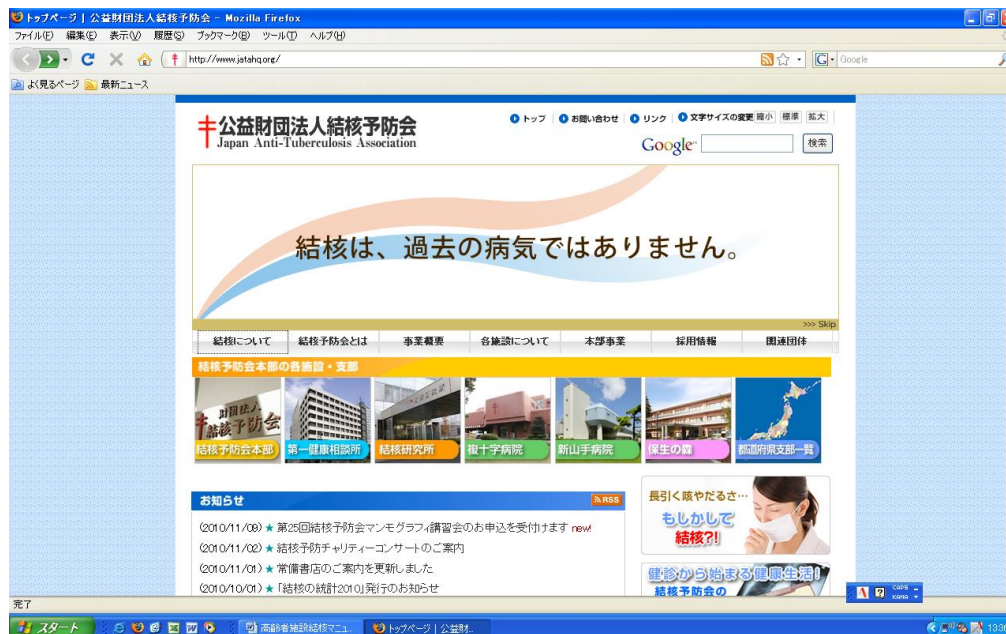 トップページ | 公益財団法人結核予防会 - Mozilla Firefox
ファイル(F) 編集(E) 表示(V) 履歴(S) ブックマーク(B) ツール(T) ヘルプ(H)
http://www.jatahq.org/
Google
よく見るページ 最新ニュース
トップ お問い合わせ リンク 文字サイズの変更 縮小 標準 拡大
公益財団法人結核予防会
Japan Anti-Tuberculosis Association
Google 検索
結核は、過去の病気ではありません。
>>> Skip
結核について 結核予防会とは 事業概要 各施設について 本部事業 採用情報 関連団体
結核予防会本部の各施設・支部
財団法人
結核予防会
結核予防会本部 第一健康相談所 結核研究所 複十字病院 新山手病院 保生の森 都道府県支部一覧
お知らせ RSS
(2010/11/09) ★ 第25回結核予防会マンモグラフィ講習会のお申込を受付けます new!
(2010/11/02) ★ 結核予防チャリティーコンサートのご案内
(2010/11/01) ★ 常備書店のご案内を更新しました
(2010/10/01) ★ 「結核の統計2010」発行のお知らせ
長引く咳やだるさ…
もしかして
結核?!
健診から始まる健康生活!
結核予防会の
完了
A CAPS
KANA
スタート 高齢者施設結核マニュ... トップページ | 公益財...